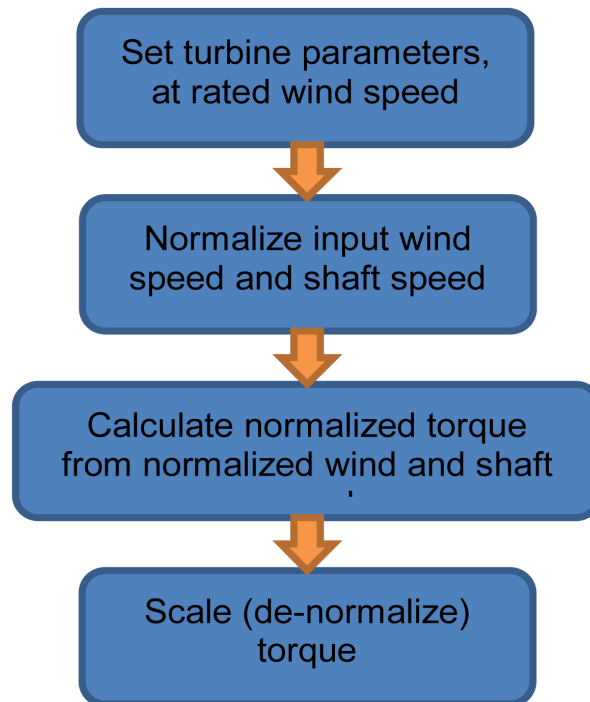 Set turbine parameters,
at rated wind speed
Normalize input wind
speed and shaft speed
Calculate normalized torque
from normalized wind and shaft
Scale (de-normalize)
torque